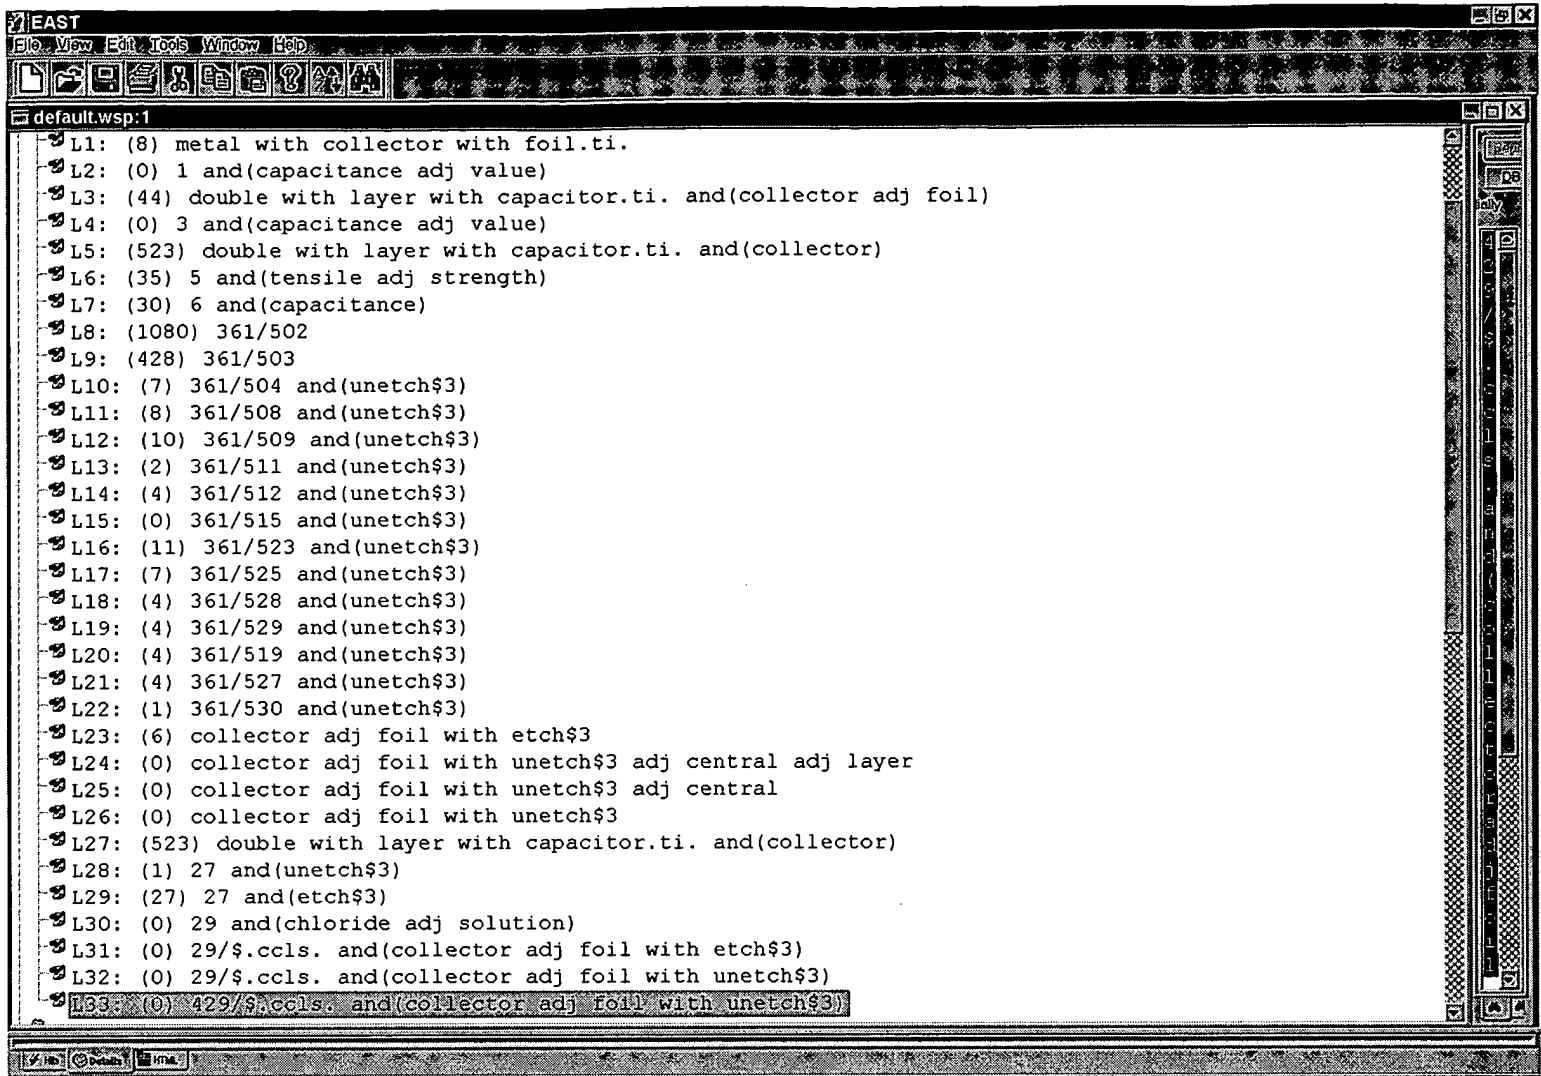 EAST
File View Edit Tools Window Help
default.wsp:1
L1: (8) metal with collector with foil.ti.
L2: (0) 1 and(capacitance adj value)
L3: (44) double with layer with capacitor.ti. and(collector adj foil)
L4: (0) 3 and(capacitance adj value)
L5: (523) double with layer with capacitor.ti. and(collector)
L6: (35) 5 and(tensile adj strength)
L7: (30) 6 and(capacitance)
L8: (1080) 361/502
L9: (428) 361/503
L10: (7) 361/504 and(unetch$3)
L11: (8) 361/508 and(unetch$3)
L12: (10) 361/509 and(unetch$3)
L13: (2) 361/511 and(unetch$3)
L14: (4) 361/512 and(unetch$3)
L15: (0) 361/515 and(unetch$3)
L16: (11) 361/523 and(unetch$3)
L17: (7) 361/525 and(unetch$3)
L18: (4) 361/528 and(unetch$3)
L19: (4) 361/529 and(unetch$3)
L20: (4) 361/519 and(unetch$3)
L21: (4) 361/527 and(unetch$3)
L22: (1) 361/530 and(unetch$3)
L23: (6) collector adj foil with etch$3
L24: (0) collector adj foil with unetch$3 adj central adj layer
L25: (0) collector adj foil with unetch$3 adj central
L26: (0) collector adj foil with unetch$3
L27: (523) double with layer with capacitor.ti. and(collector)
L28: (1) 27 and(unetch$3)
L29: (27) 27 and(etch$3)
L30: (0) 29 and(chloride adj solution)
L31: (0) 29/$.ccls. and(collector adj foil with etch$3)
L32: (0) 29/$.ccls. and(collector adj foil with unetch$3)
L33: (0) 429/$.ccls. and(collector adj foil with unetch$3)
Details HTML
DB